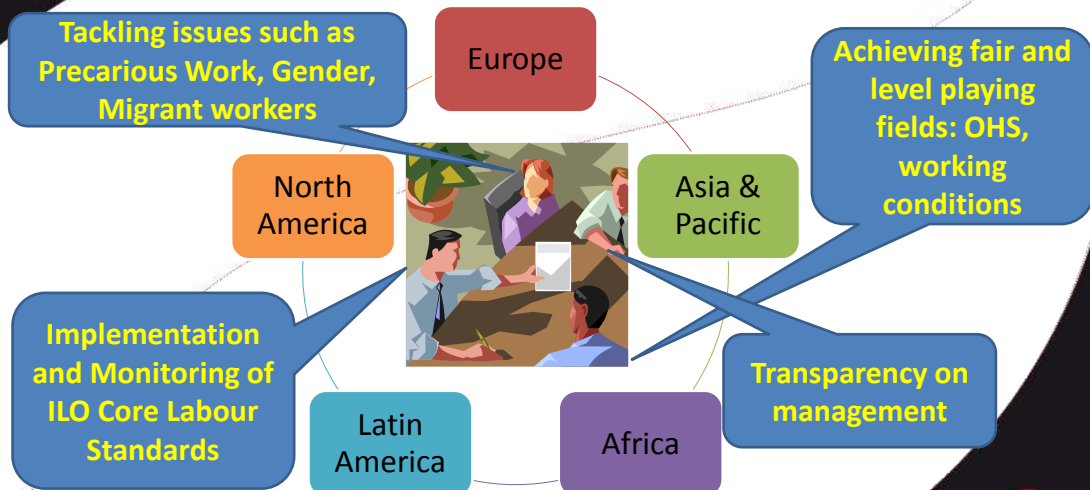 Tackling issues such as
Precarious Work, Gender,
Migrant workers
Europe
Achieving fair and
level playing
fields: OHS,
working
conditions
North
America
Asia &
Pacific
Implementation
and Monitoring of
ILO Core Labour
Standards
Transparency on
management
Latin
America
Africa